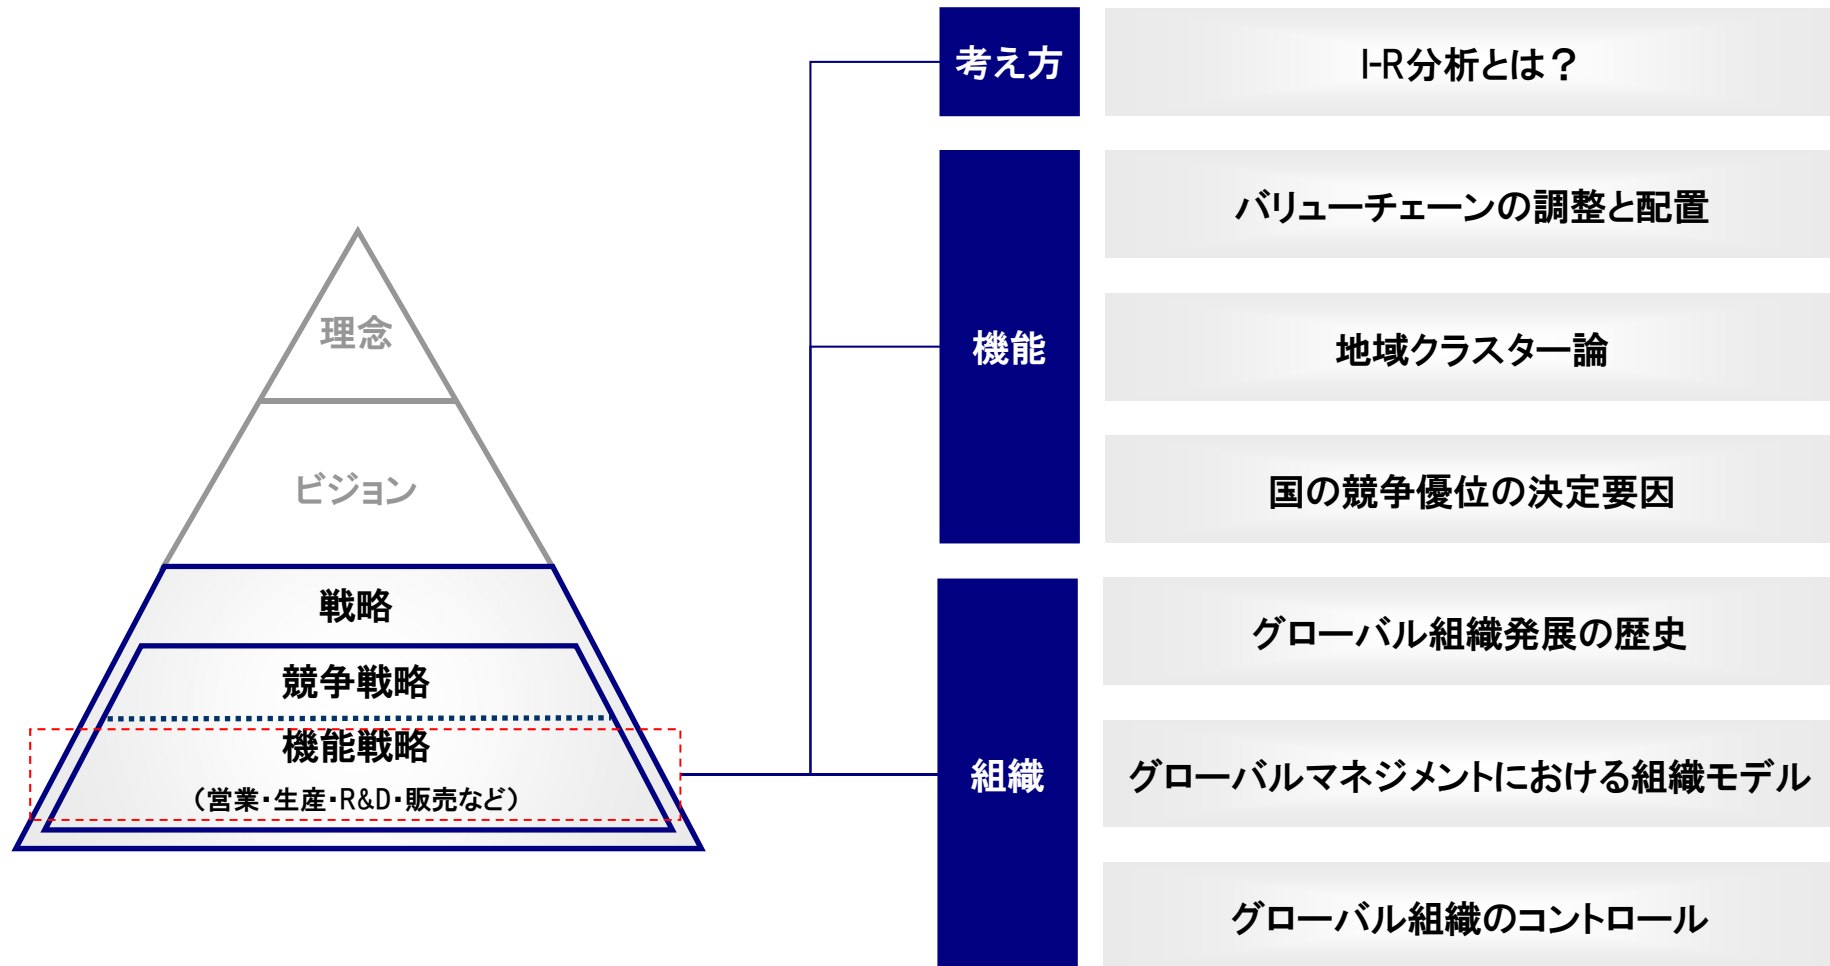 理念
ビジョン
戦略
競争戦略
機能戦略
（営業・生産・R&D・販売など）
考え方
I-R分析とは？
機能
バリューチェーンの調整と配置
地域クラスター論
国の競争優位の決定要因
組織
グローバル組織発展の歴史
グローバルマネジメントにおける組織モデル
グローバル組織のコントロール